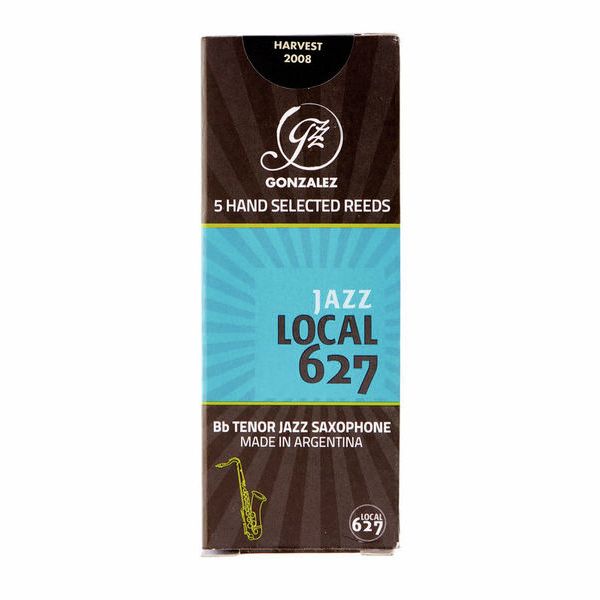 HARVEST
2008
GZZ
GONZALEZ
5 HAND SELECTED REEDS
JAZZ
LOCAL
627
Bb TENOR JAZZ SAXOPHONE
MADE IN ARGENTINA
LOCAL
627